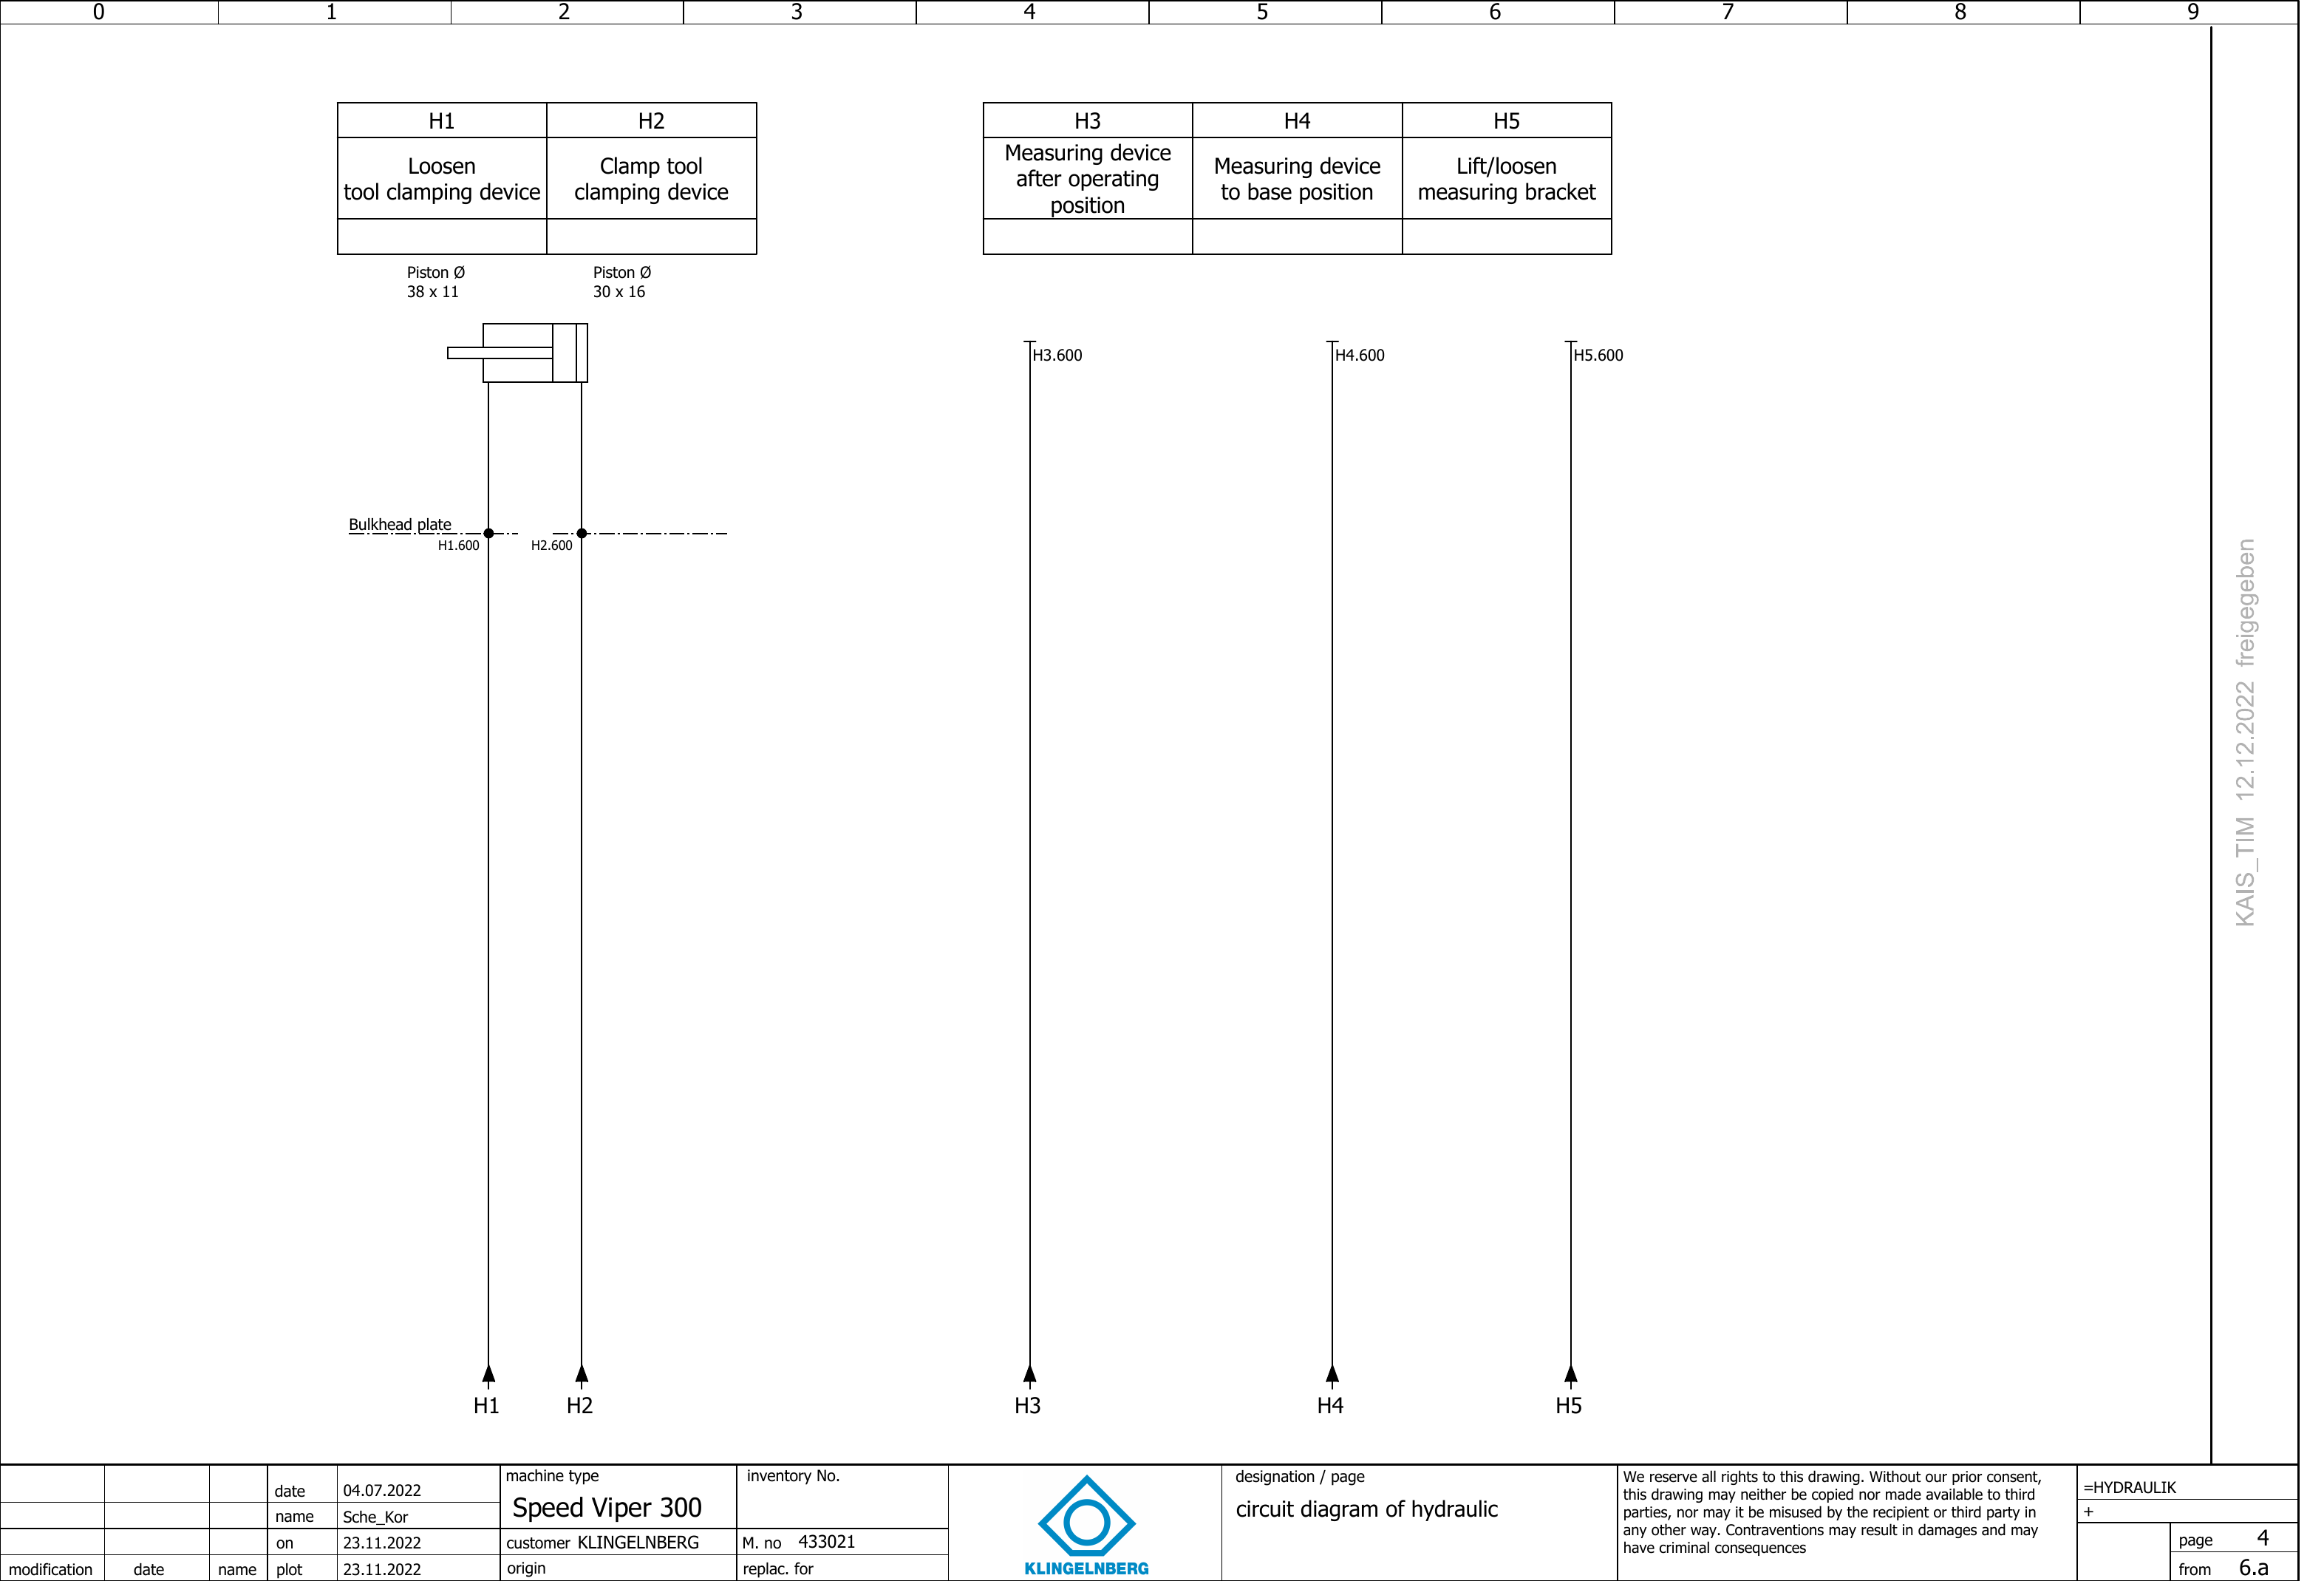 0 1 2 3 4 5 6 7 8 9
H1 H2 H3 H4 H5
Loosen
tool clamping device
Clamp tool
clamping device
Measuring device
after operating
position
Measuring device
to base position
Lift/loosen
measuring bracket
Piston Ø
38 x 11
Piston Ø
30 x 16
H3.600
H4.600
H5.600
Bulkhead plate
H1.600
H2.600
KAIS_TIM 12.12.2022 freigegeben
H1 H2 H3 H4 H5
modification date name
date 04.07.2022
name Sche_Kor
on 23.11.2022
plot 23.11.2022
machine type
Speed Viper 300
customer KLINGELNBERG
origin
inventory No.
M. no 433021
replac. for
KLINGELNBERG
designation / page
circuit diagram of hydraulic
We reserve all rights to this drawing. Without our prior consent,
this drawing may neither be copied nor made available to third
parties, nor may it be misused by the recipient or third party in
any other way. Contraventions may result in damages and may
have criminal consequences
=HYDRAULIK
+
page 4
from 6.a